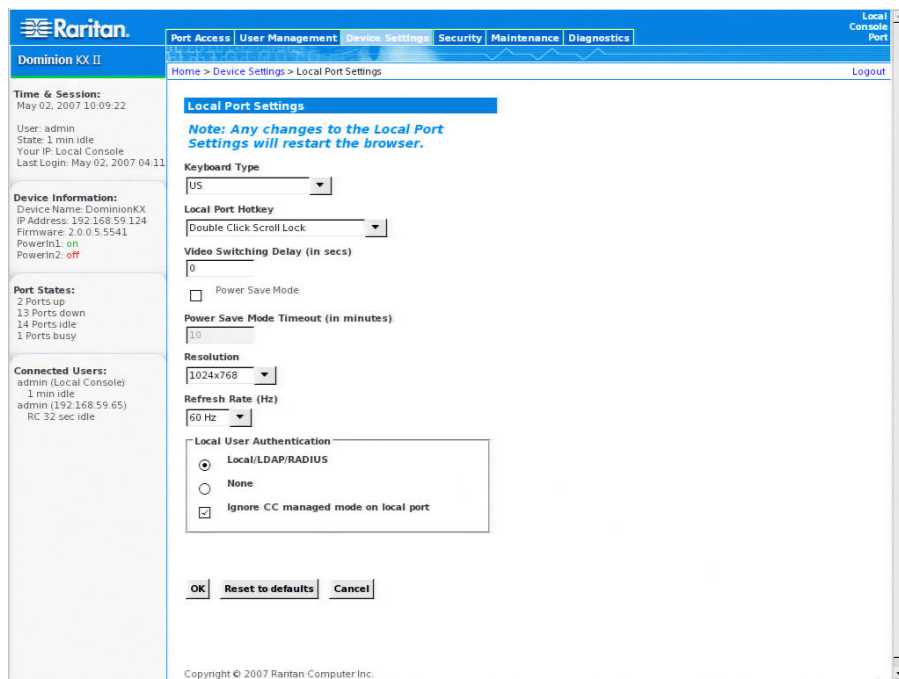 Raritan.
Dominion KX II
Local
Console
Port
Port Access User Management Device Settings Security Maintenance Diagnostics
Home > Device Settings > Local Port Settings
Logout
Time & Session:
May 02, 2007 10:09:22
User: admin
State: 1 min idle
Your IP: Local Console
Last Login: May 02, 2007 04:11
Device Information:
Device Name: DominionKX
IP Address: 192.168.59.124
Firmware: 2.0.0.5.5541
PowerIn1: on
PowerIn2: off
Port States:
2 Ports up
13 Ports down
14 Ports idle
1 Ports busy
Connected Users:
admin (Local Console)
1 min idle
admin (192.168.59.65)
RC 32 sec idle
Local Port Settings
Note: Any changes to the Local Port
Settings will restart the browser.
Keyboard Type
US
Local Port Hotkey
Double Click Scroll Lock
Video Switching Delay (in secs)
0
Power Save Mode
Power Save Mode Timeout (in minutes)
10
Resolution
1024x768
Refresh Rate (Hz)
60 Hz
Local User Authentication
Local/LDAP/RADIUS
None
Ignore CC managed mode on local port
OK Reset to defaults Cancel
Copyright © 2007 Raritan Computer Inc.